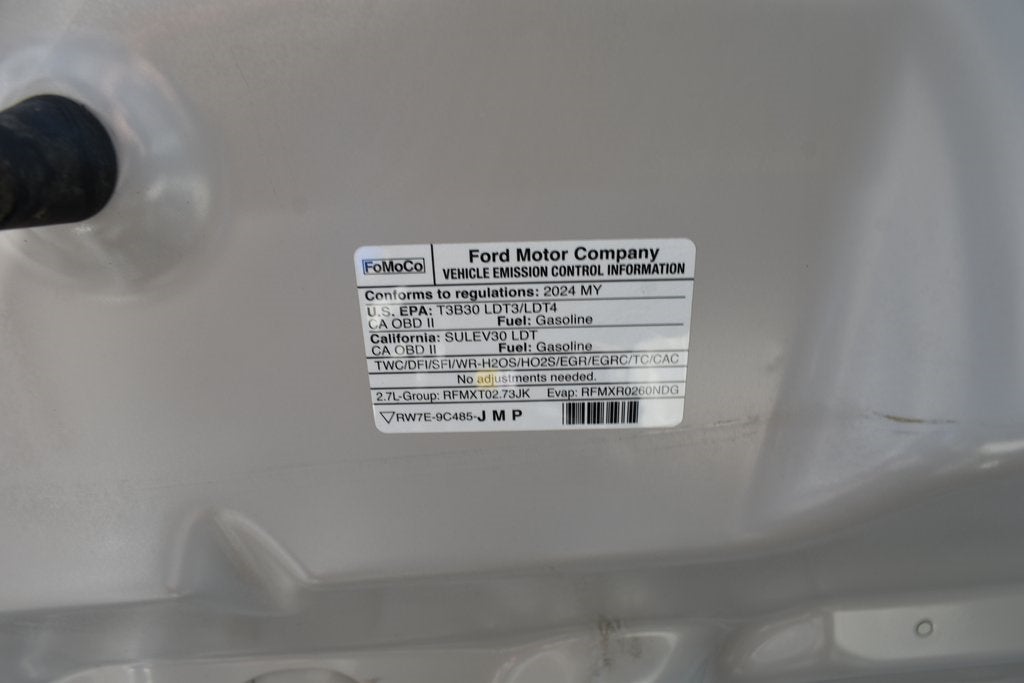 FoMoCo
Ford Motor Company
VEHICLE EMISSION CONTROL INFORMATION
Conforms to regulations: 2024 MY
U.S. EPA: T3B30 LDT3/LDT4
CA OBD II Fuel: Gasoline
California: SULEV30 LDT
CA OBD II Fuel: Gasoline
TWC/DFI/SFI/WR-H2OS/HO2S/EGR/EGRC/TC/CAC
No adjustments needed.
2.7L-Group: RFMXT02.73JK Evap: RFMXR0260NDG
RW7E-9C485-J M P